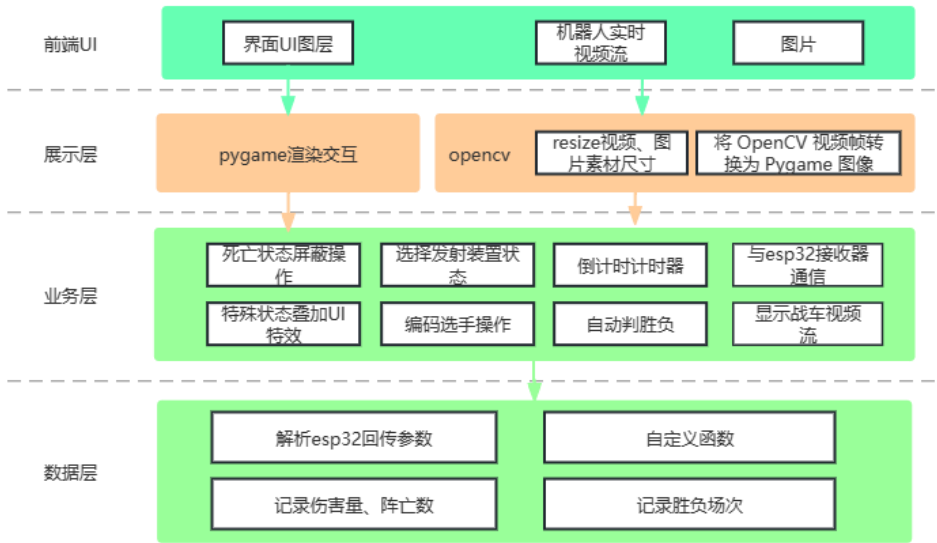 前端UI
界面UI图层
机器人实时
视频流
图片
展示层
pygame渲染交互
opencv
resize视频、图
片素材尺寸
将 OpenCV 视频帧转
换为 Pygame 图像
业务层
死亡状态屏蔽操
作
选择发射装置状
态
倒计时计时器
与esp32接收器
通信
特殊状态叠加UI
特效
编码选手操作
自动判胜负
显示战车视频
流
数据层
解析esp32回传参数
自定义函数
记录伤害量、阵亡数
记录胜负场次